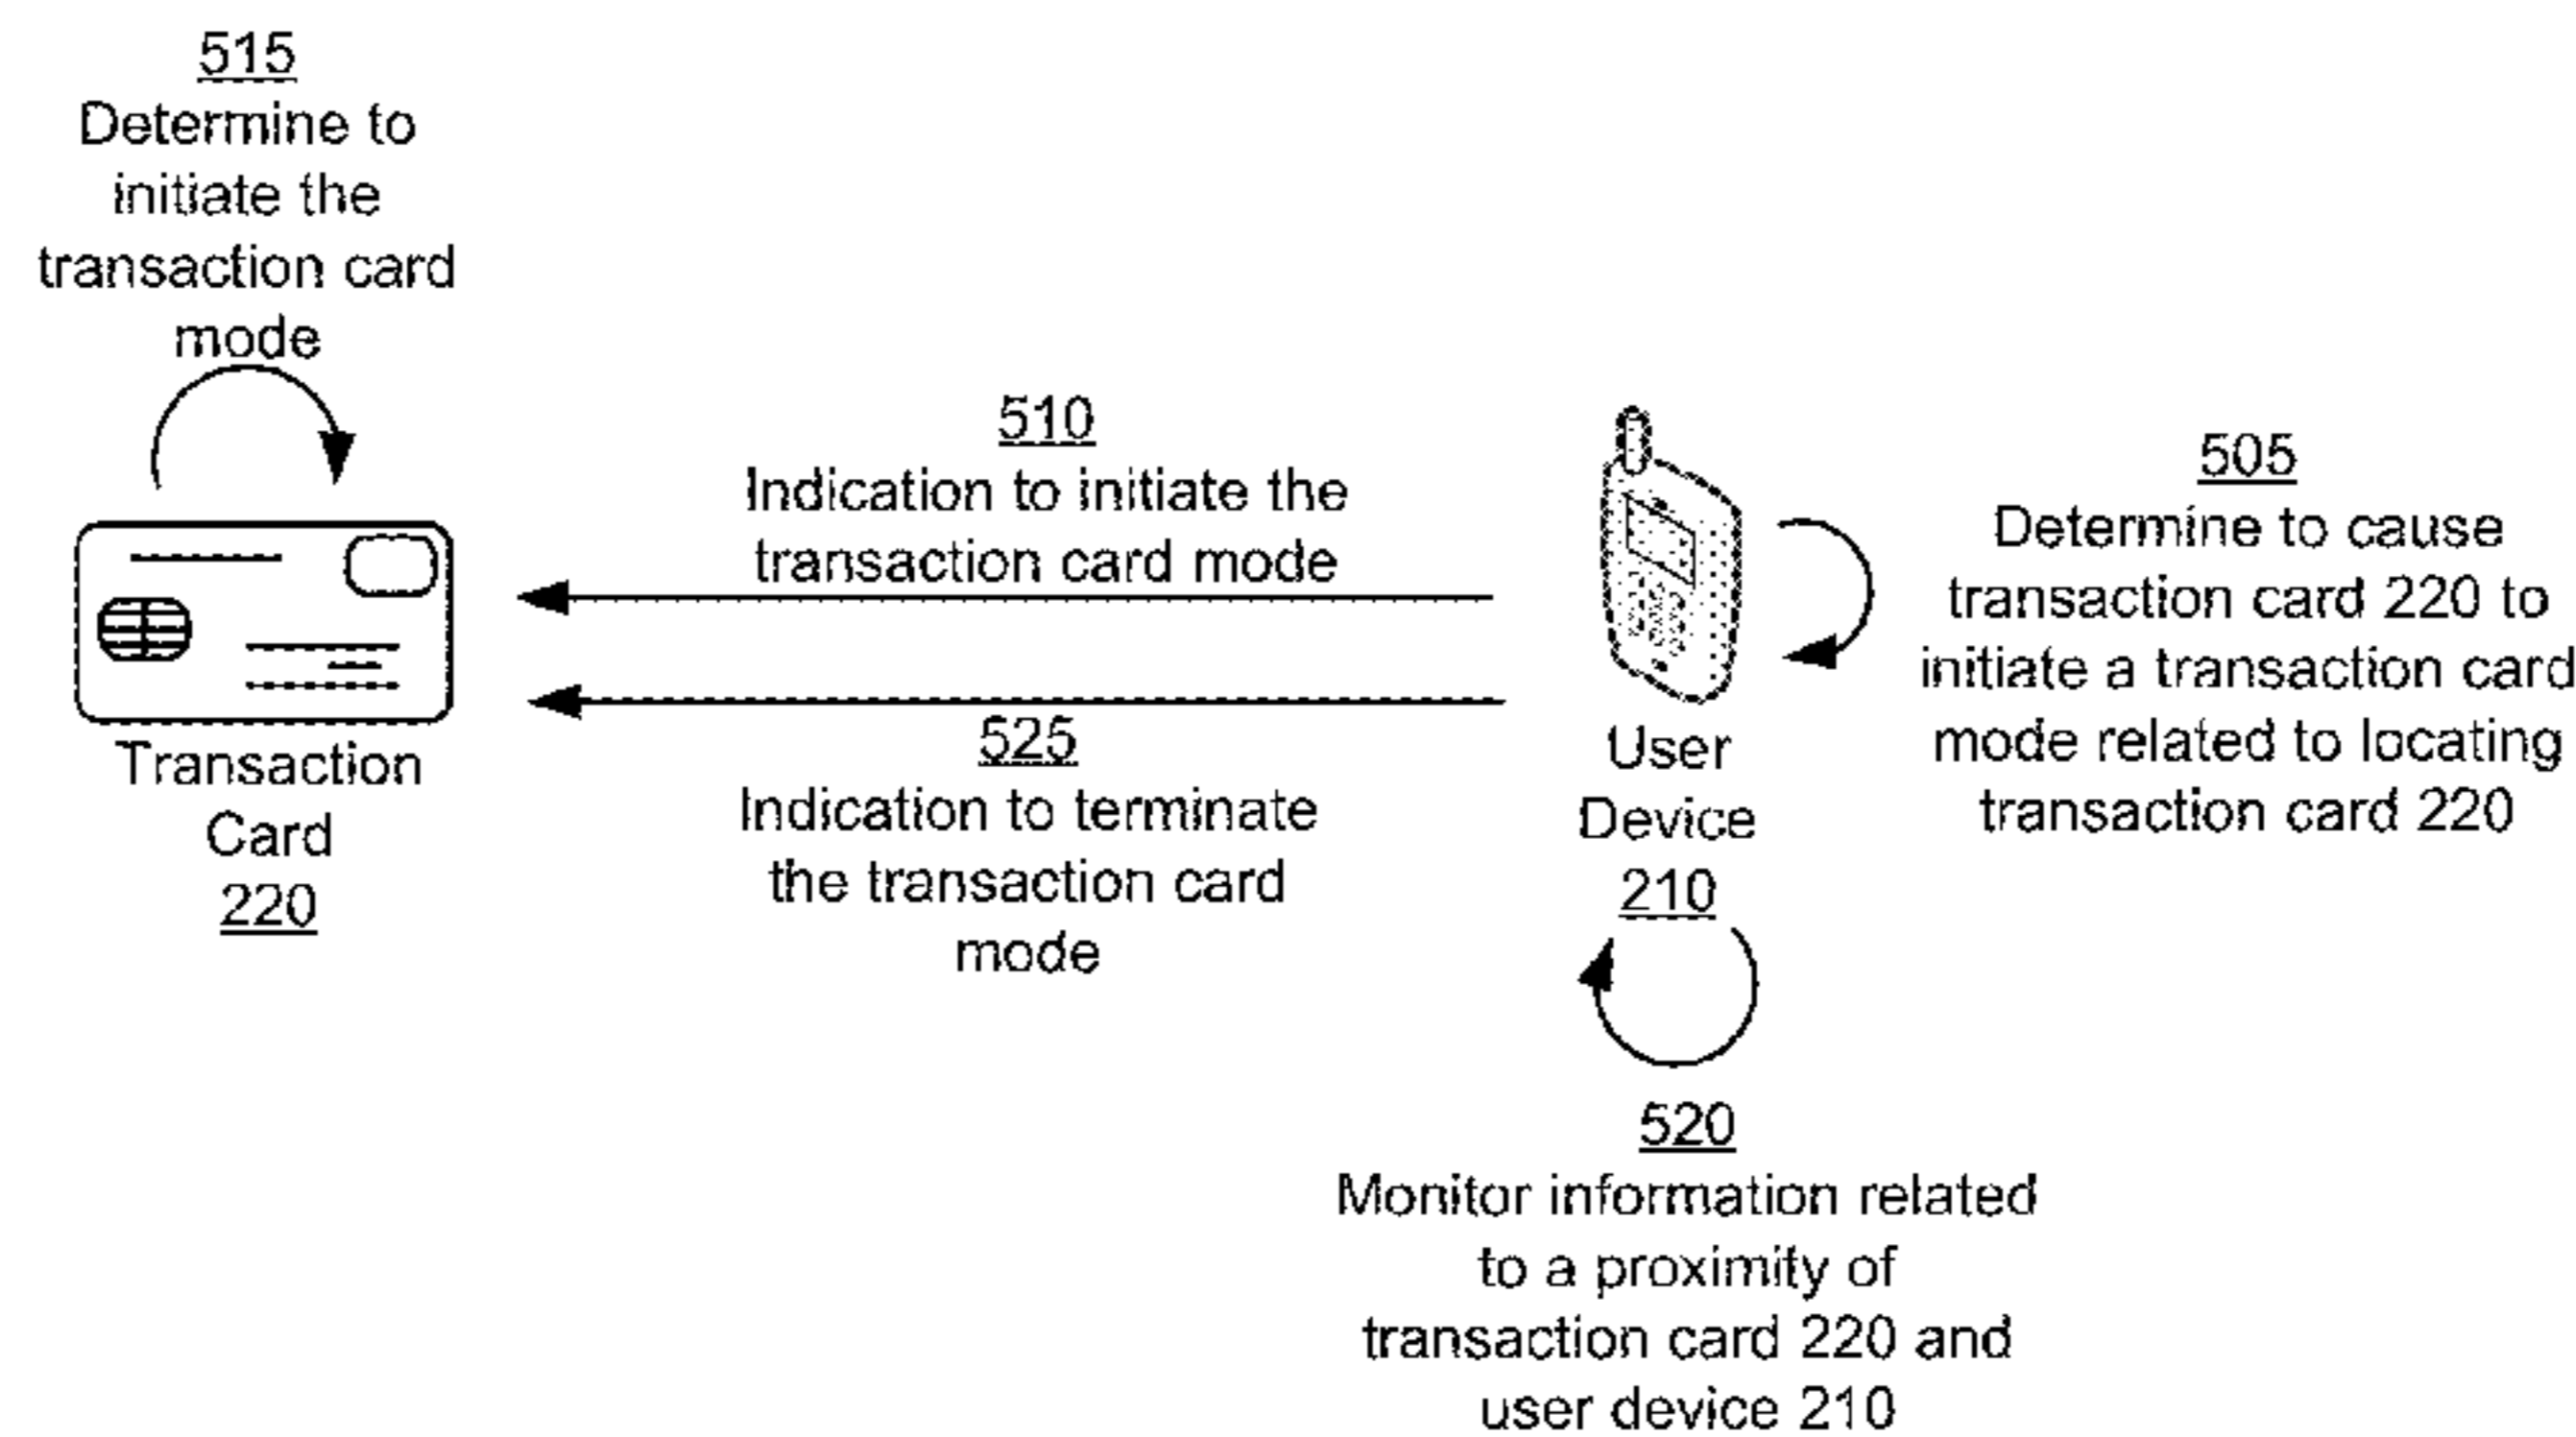 515
Determine to
initiate the
transaction card
mode
510
Indication to initiate the
transaction card mode
505
Determine to cause
transaction card 220 to
initiate a transaction card
mode related to locating
transaction card 220
Transaction
Card
220
525
Indication to terminate
the transaction card
mode
User
Device
210
520
Monitor information related
to a proximity of
transaction card 220 and
user device 210